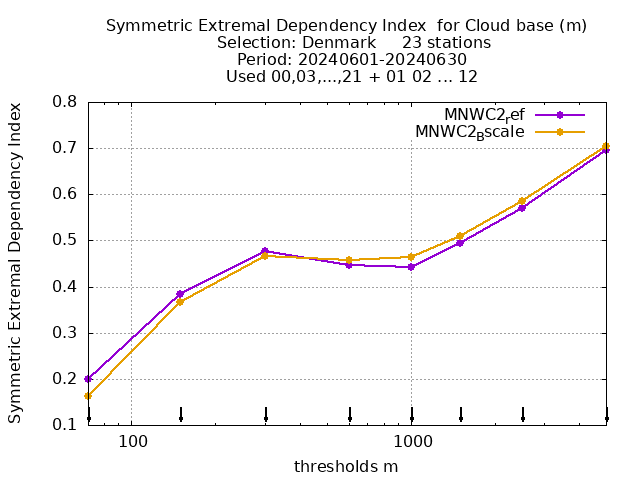 Symmetric Extremal Dependency Index  for Cloud base (m)
Selection: Denmark     23 stations
Period: 20240601-20240630
Used 00,03,...,21 + 01 02 ... 12
MNWC2ref
MNWC2Bscale
Symmetric Extremal Dependency Index
0.8
0.7
0.6
0.5
0.4
0.3
0.2
0.1
100
1000
thresholds m